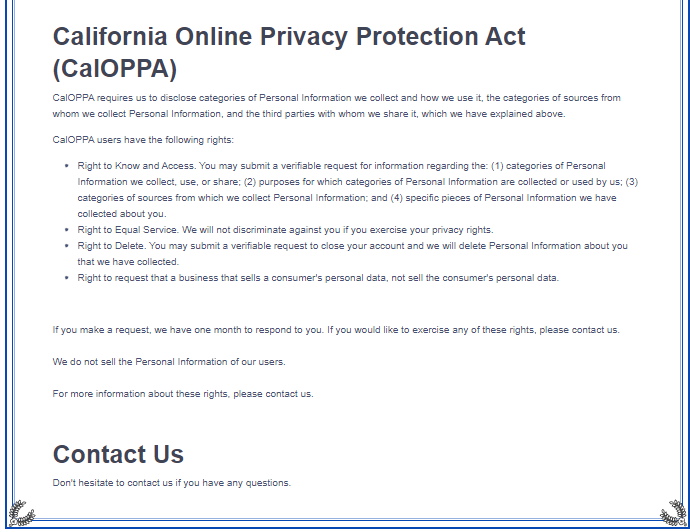 California Online Privacy Protection Act
(CalOPPA)
CalOPPA requires us to disclose categories of Personal Information we collect and how we use it, the categories of sources from
whom we collect Personal Information, and the third parties with whom we share it, which we have explained above.
CalOPPA users have the following rights:
• Right to Know and Access. You may submit a verifiable request for information regarding the: (1) categories of Personal
Information we collect, use, or share; (2) purposes for which categories of Personal Information are collected or used by us; (3)
categories of sources from which we collect Personal Information; and (4) specific pieces of Personal Information we have
collected about you.
• Right to Equal Service. We will not discriminate against you if you exercise your privacy rights.
• Right to Delete. You may submit a verifiable request to close your account and we will delete Personal Information about you
that we have collected.
• Right to request that a business that sells a consumer's personal data, not sell the consumer's personal data.
If you make a request, we have one month to respond to you. If you would like to exercise any of these rights, please contact us.
We do not sell the Personal Information of our users.
For more information about these rights, please contact us.
Contact Us
Don't hesitate to contact us if you have any questions.